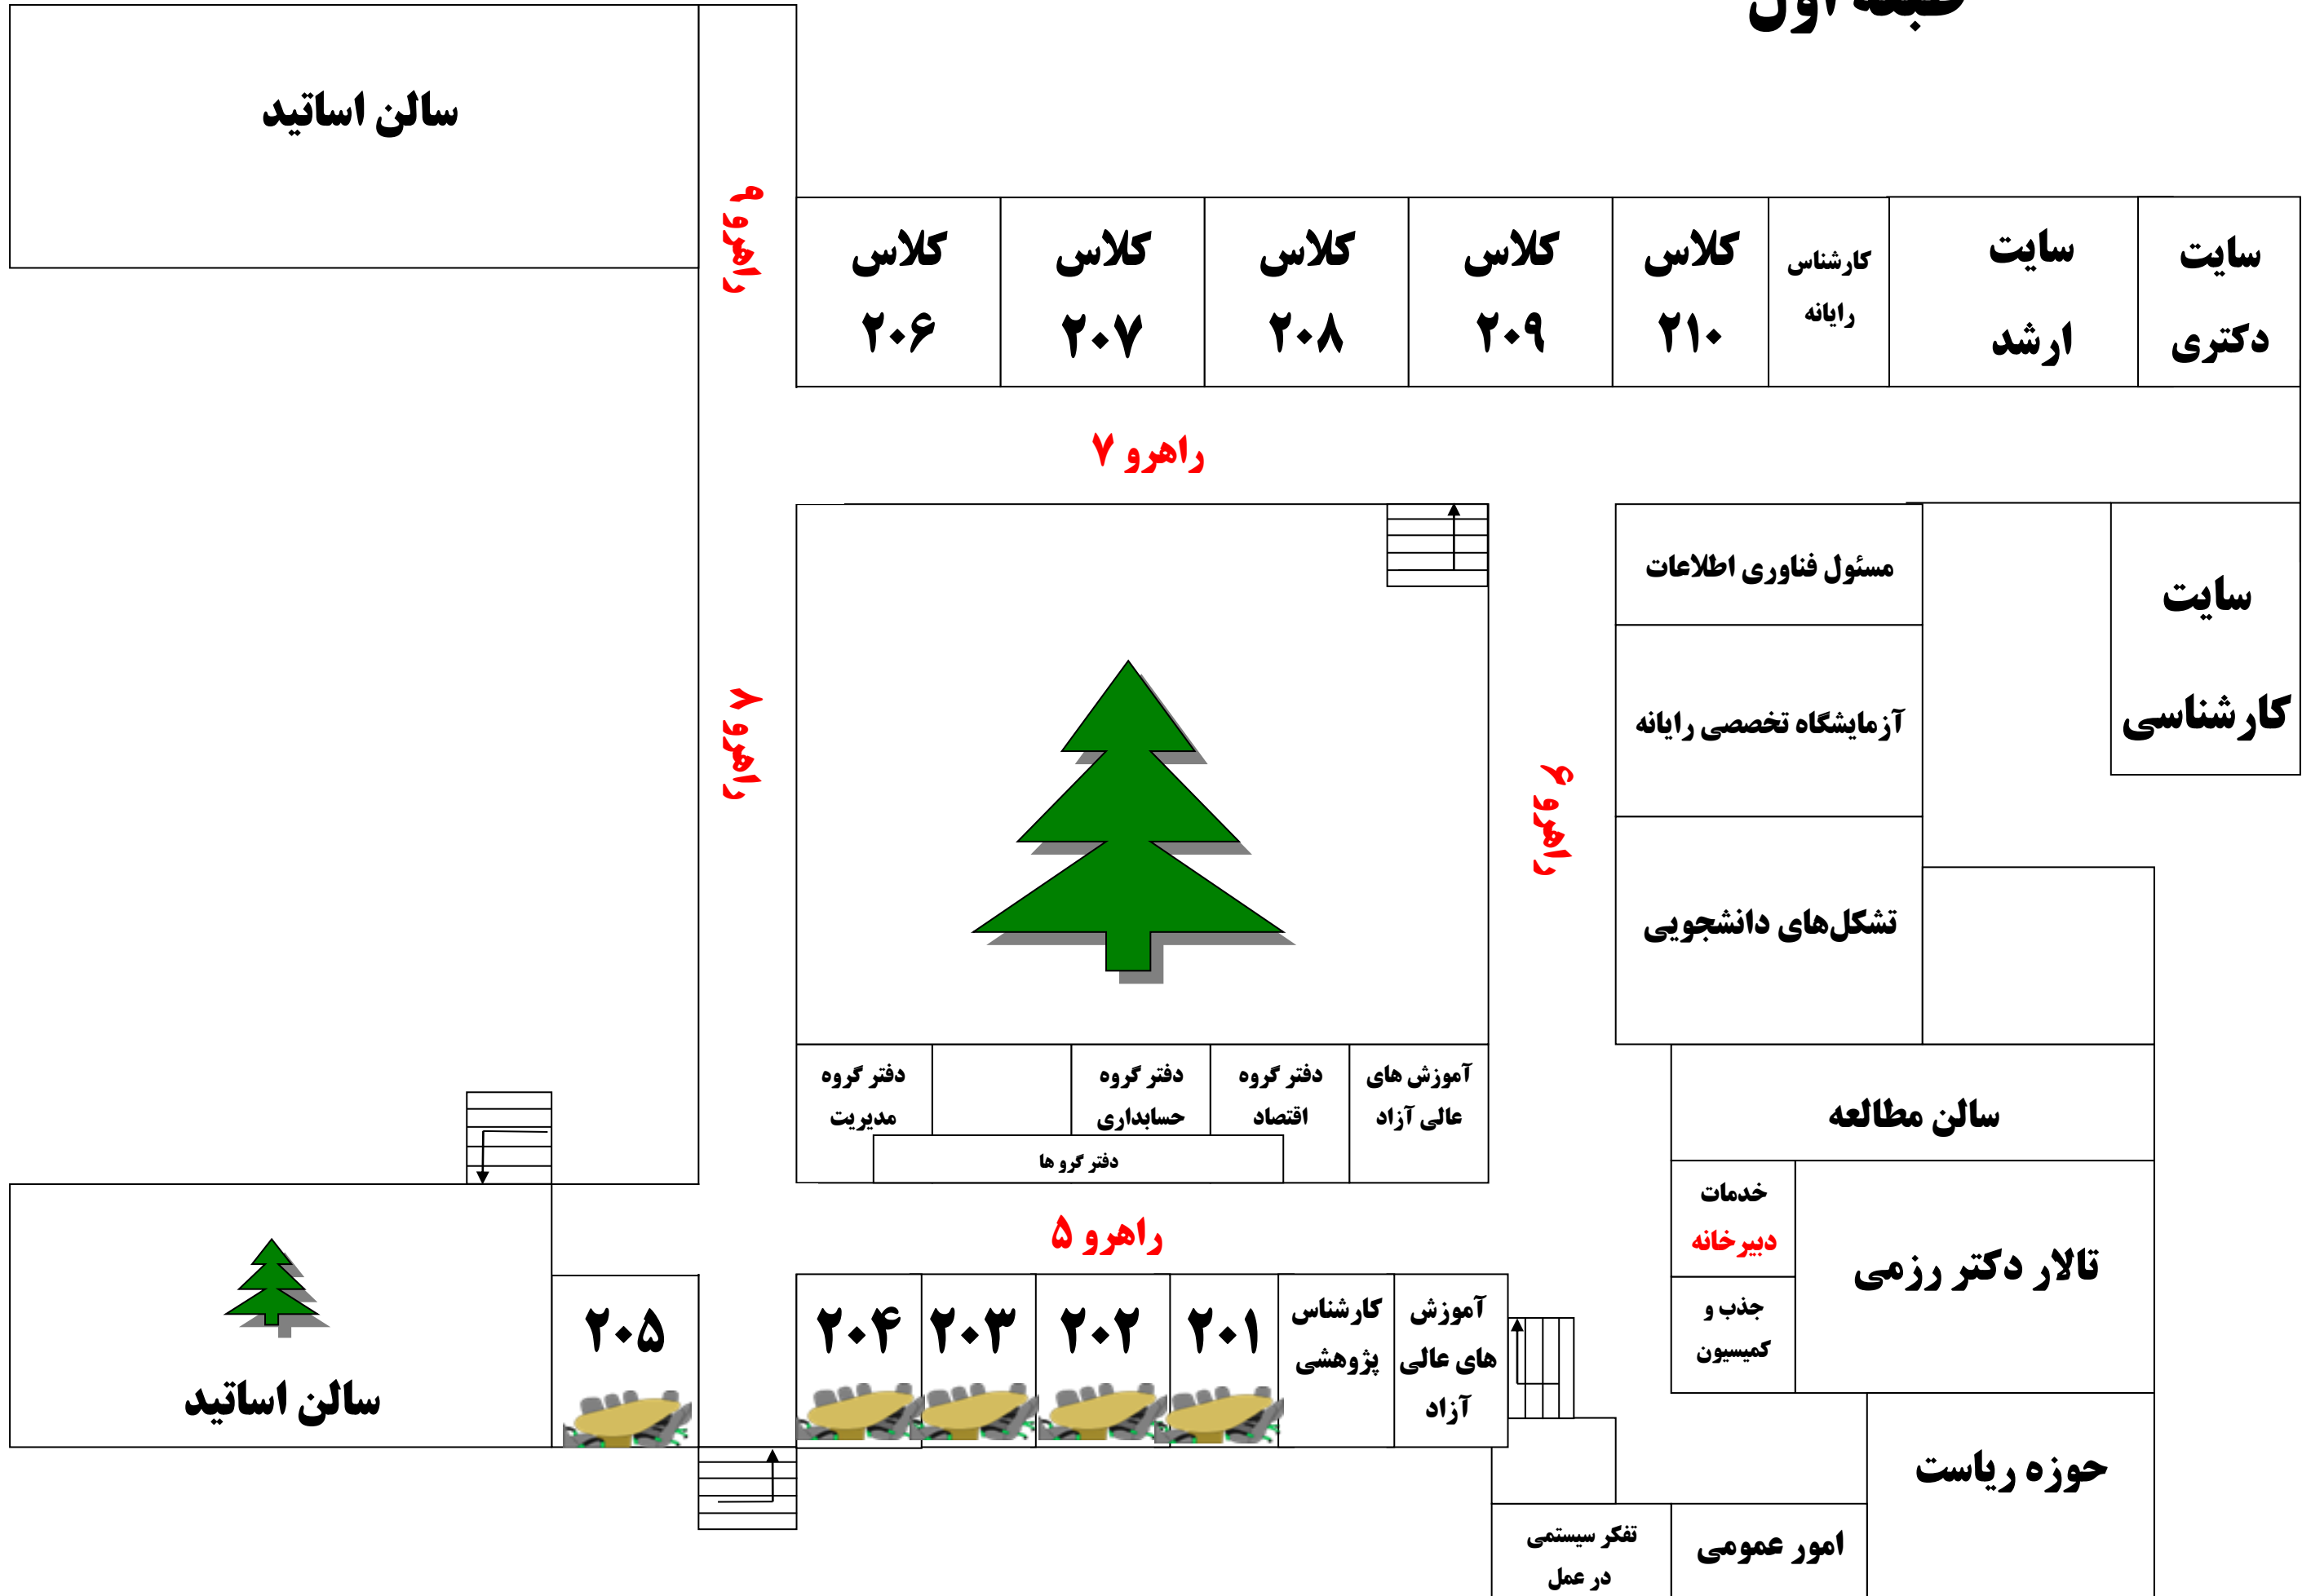 طبقه اول
سالن اساتید
راهرو ۹
کلاس
۲۰۶
کلاس
۲۰۷
کلاس
۲۰۸
کلاس
۲۰۹
کلاس
۲۱۰
کارشناس
رایانه
سایت
ارشد
سایت
دکتری
راهرو ۷
مسئول فناوری اطلاعات
سایت
کارشناسی
آزمایشگاه تخصصی رایانه
راهرو ۸
راهرو ۶
تشکل‌های دانشجویی
دفتر گروه
مدیریت
دفتر گروه
حسابداری
دفتر گروه
اقتصاد
آموزش های
عالی آزاد
دفتر گرو ها
سالن مطالعه
خدمات
دبیرخانه
تالار دکتر رزمی
جذب و
کمیسیون
راهرو ۵
سالن اساتید
۲۰۵
۲۰۴
۲۰۳
۲۰۲
۲۰۱
کارشناس
پژوهشی
آموزش
های عالی
آزاد
حوزه ریاست
تفکر سیستمی
در عمل
امور عمومی